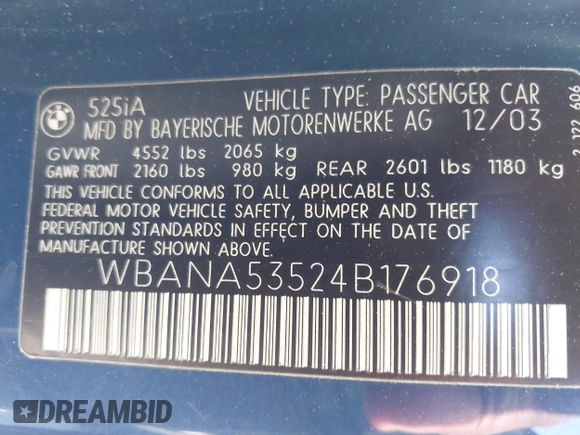 525iA VEHICLE TYPE: PASSENGER CAR
MFD BY BAYERISCHE MOTORENWERKE AG 12/03
GVWR 4552 lbs 2065 kg
GAWR FRONT 2160 lbs 980 kg REAR 2601 lbs 1180 kg
THIS VEHICLE CONFORMS TO ALL APPLICABLE U.S.
FEDERAL MOTOR VEHICLE SAFETY, BUMPER AND THEFT
PREVENTION STANDARDS IN EFFECT ON THE DATE OF
MANUFACTURE SHOWN ABOVE.
WBANA53524B176918
DREAMBID